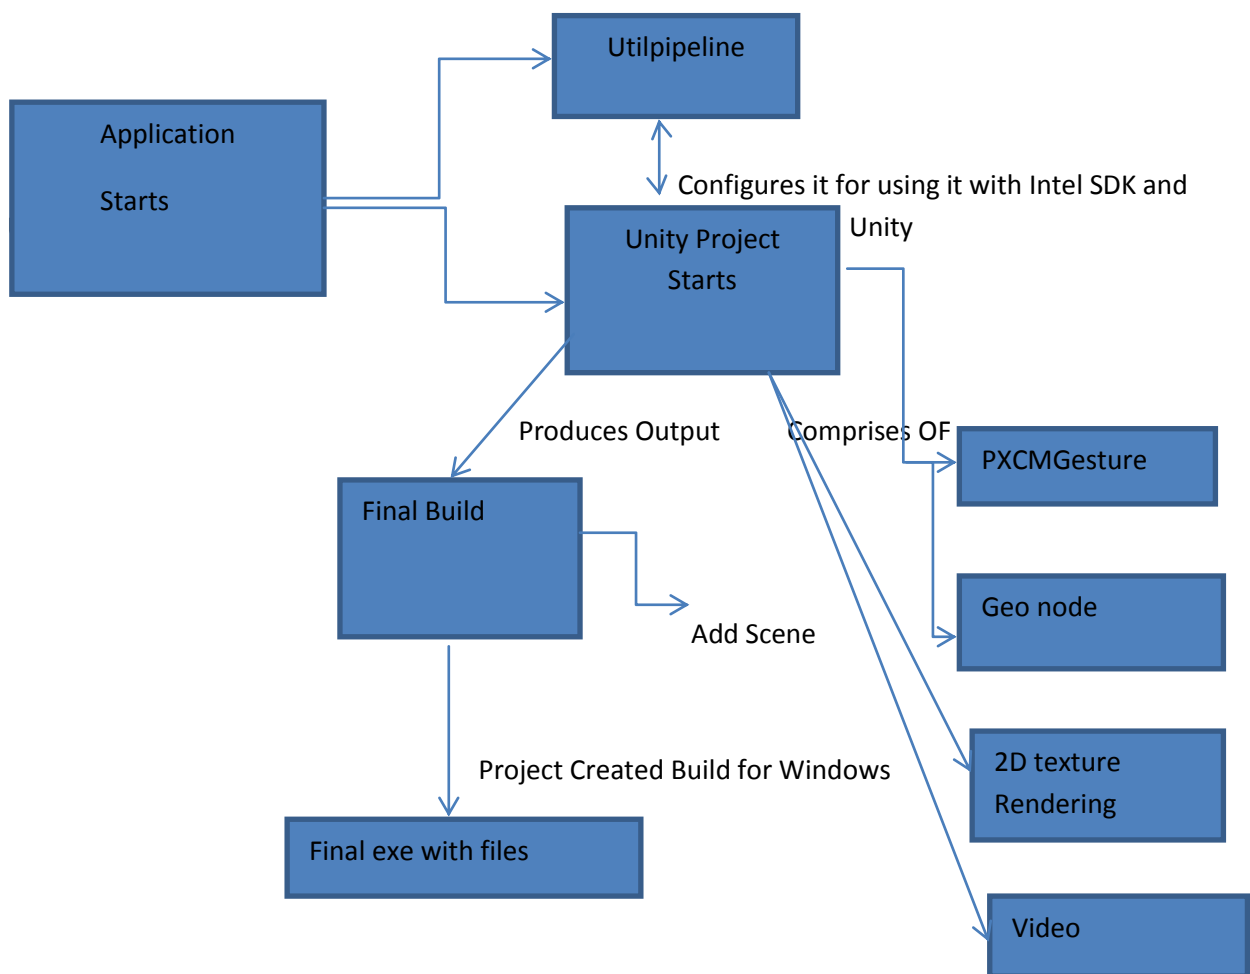 Utilpipeline
Application
Starts
Configures it for using it with Intel SDK and
Unity
Unity Project
Starts
Produces Output
Comprises OF
PXCMGesture
Final Build
Geo node
Add Scene
2D texture
Rendering
Project Created Build for Windows
Final exe with files
Video